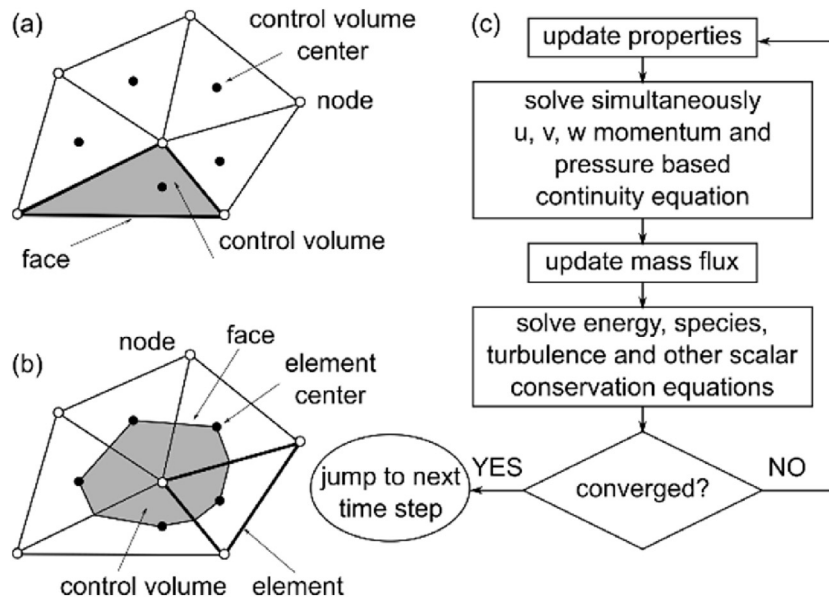 (a)
control volume
center
node
control volume
face
(b)
node
face
element
center
control volume
element
(c)
update properties
solve simultaneously
u, v, w momentum and
pressure based
continuity equation
update mass flux
solve energy, species,
turbulence and other scalar
conservation equations
converged?
YES
NO
jump to next
time step